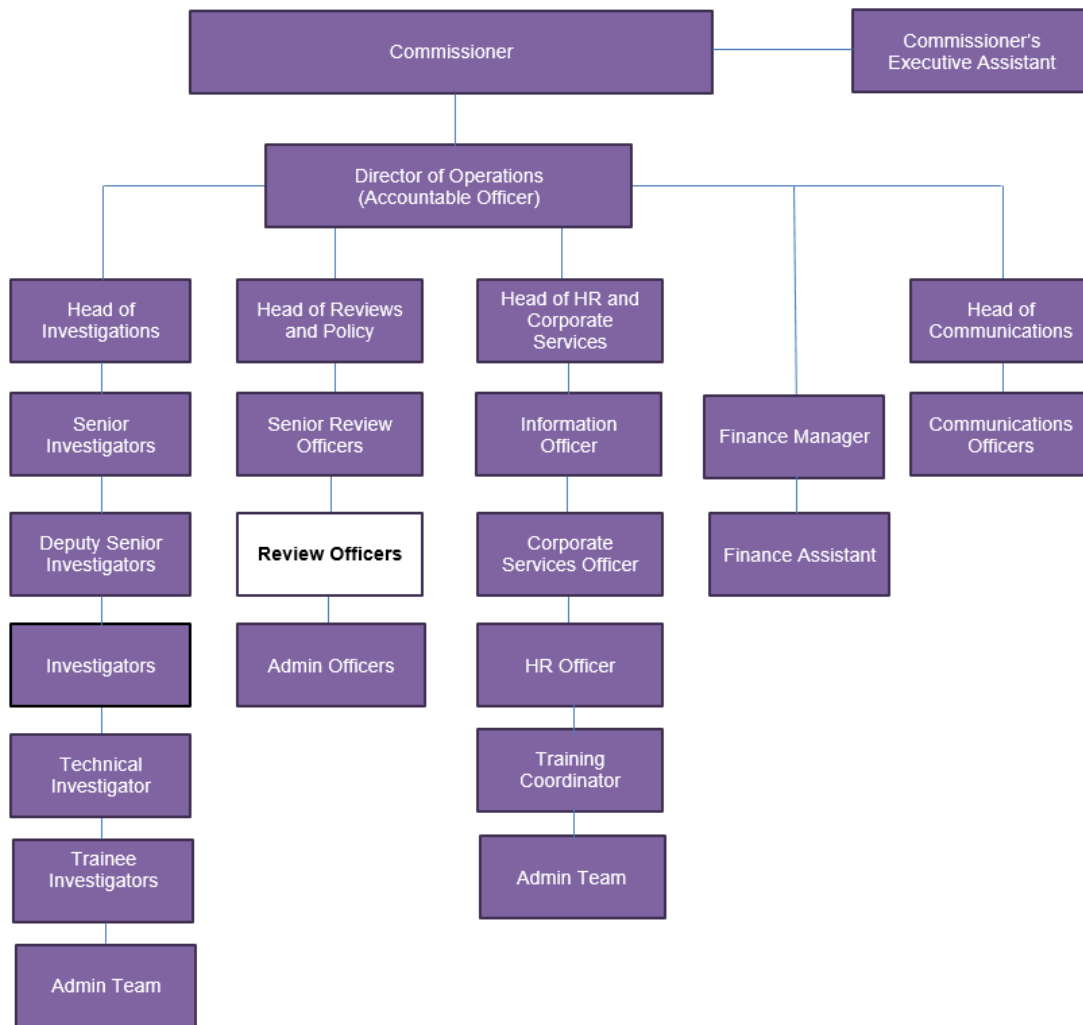 Commissioner
Commissioner’s
Executive Assistant
Director of Operations
(Accountable Officer)
Head of
Investigations
Head of Reviews
and Policy
Head of HR and
Corporate
Services
Head of
Communications
Senior
Investigators
Senior Review
Officers
Information
Officer
Finance Manager
Communications
Officers
Deputy Senior
Investigators
Review Officers
Corporate
Services Officer
Finance Assistant
Investigators
Admin Officers
HR Officer
Technical
Investigator
Training
Coordinator
Trainee
Investigators
Admin Team
Admin Team